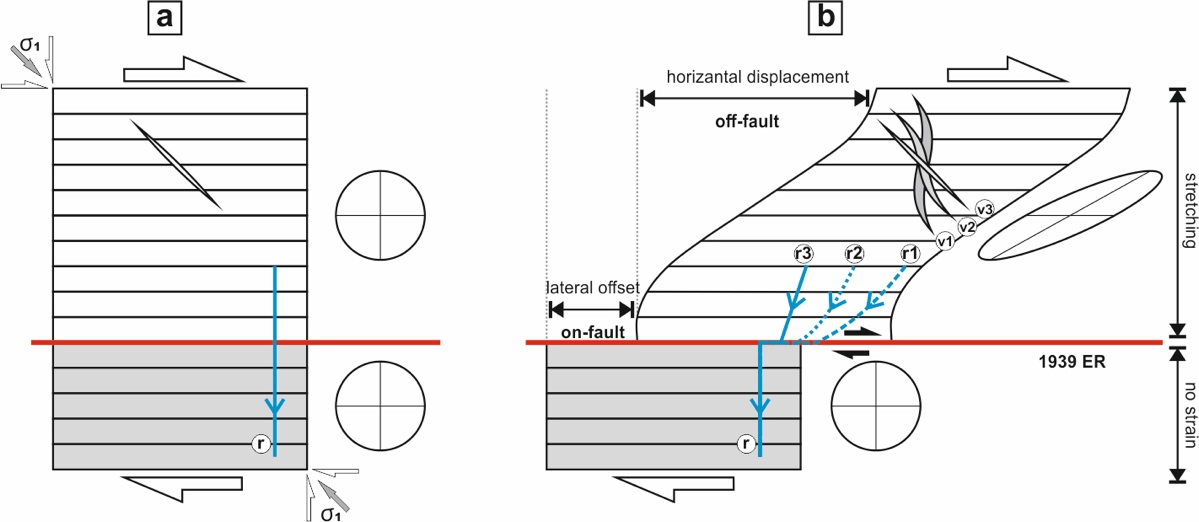 a
b
σ1
horizantal displacement
off-fault
v3
v2
v1
r3
r2
r1
lateral offset
on-fault
stretching
1939 ER
no strain
r
r
σ1